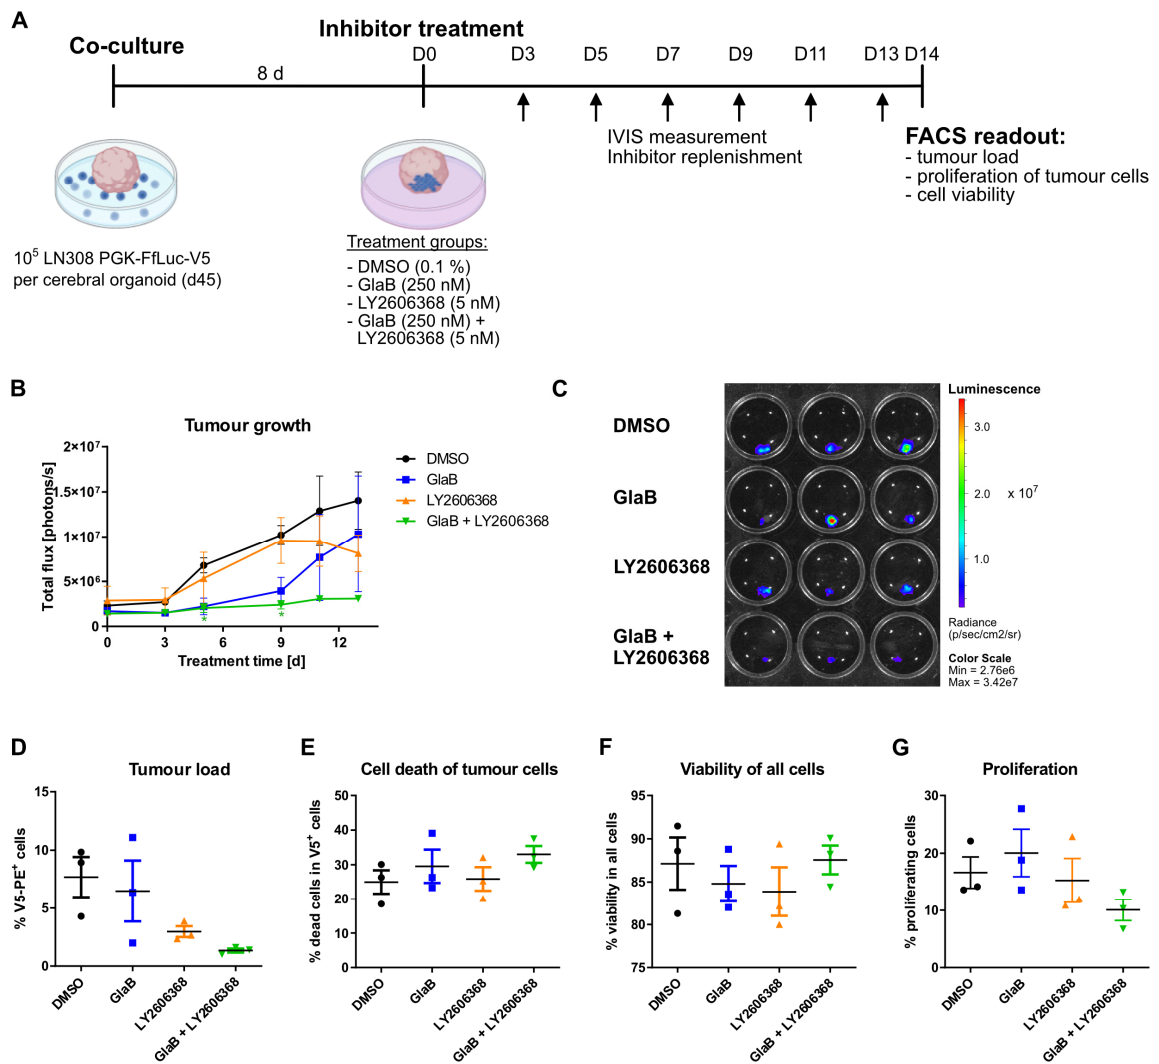 A
Co-culture
Inhibitor treatment
8 d
D0
D3
D5
D7
D9
D11
D13
D14
IVIS measurement
Inhibitor replenishment
FACS readout:
- tumour load
- proliferation of tumour cells
- cell viability
10⁵ LN308 PGK-FfLuc-V5
per cerebral organoid (d45)
Treatment groups:
- DMSO (0.1 %)
- GlaB (250 nM)
- LY2606368 (5 nM)
- GlaB (250 nM) +
LY2606368 (5 nM)
B
Tumour growth
Total flux [photons/s]
2×10⁷
1.5×10⁷
1×10⁷
5×10⁶
0
0
3
6
9
12
Treatment time [d]
*
*
DMSO
GlaB
LY2606368
GlaB + LY2606368
C
DMSO
GlaB
LY2606368
GlaB +
LY2606368
Luminescence
3.0
2.0
x 10⁷
1.0
Radiance
(p/sec/cm2/sr)
Color Scale
Min = 2.76e6
Max = 3.42e7
D
Tumour load
% V5-PE⁺ cells
15
10
5
0
DMSO
GlaB
LY2606368
GlaB + LY2606368
E
Cell death of tumour cells
% dead cells in V5⁺ cells
50
40
30
20
10
0
DMSO
GlaB
LY2606368
GlaB + LY2606368
F
Viability of all cells
% viability in all cells
95
90
85
80
75
DMSO
GlaB
LY2606368
GlaB + LY2606368
G
Proliferation
% proliferating cells
30
20
10
0
DMSO
GlaB
LY2606368
GlaB + LY2606368